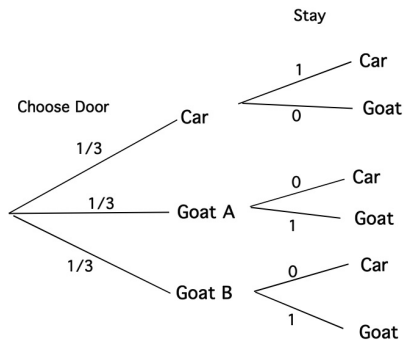 Stay
Choose Door
1/3
Car
1
Car
0
Goat
1/3
Goat A
0
Car
1
Goat
1/3
Goat B
0
Car
1
Goat